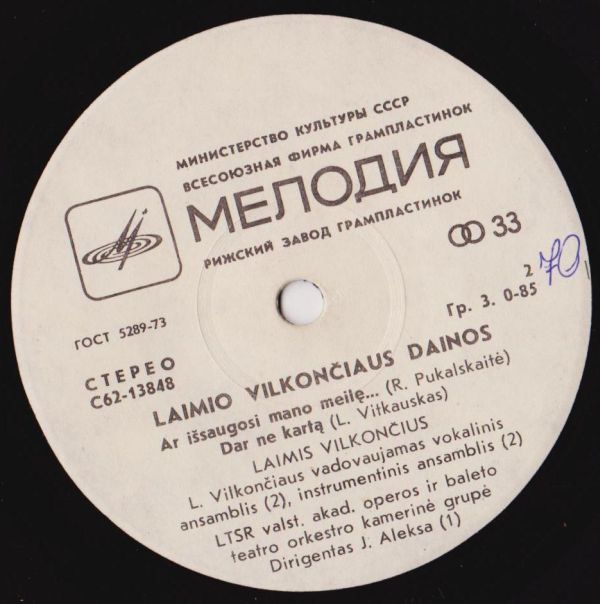 МИНИСТЕРСТВО КУЛЬТУРЫ СССР
ВСЕСОЮЗНАЯ ФИРМА ГРАМПЛАСТИНОК
МЕЛОДИЯ
РИЖСКИЙ ЗАВОД ГРАМПЛАСТИНОК
33
ГОСТ 5289-73
2
70
Гр. 3. 0-85
СТЕРЕО
С62-13848
LAIMIO VILKONČIAUS DAINOS
Ar išsaugosi mano meilę... (R. Pukalskaitė)
Dar ne kartą (L. Vitkauskas)
LAIMIS VILKONČIUS
L. Vilkončiaus vadovaujamas vokalinis
ansamblis (2), instrumentinis ansamblis (2)
LTSR valst. akad. operos ir baleto
teatro orkestro kamerinė grupė
Dirigentas J. Aleksa (1)